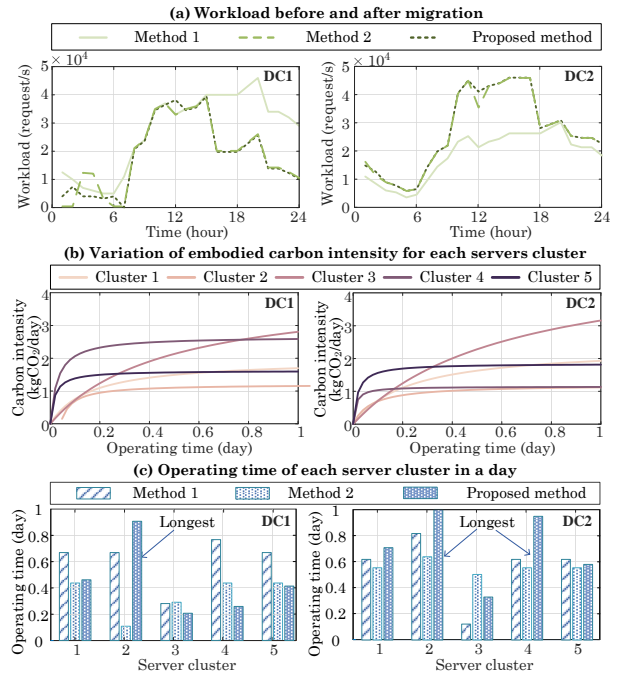 (a) Workload before and after migration
Method 1 Method 2 Proposed method
5 × 10⁴ DC1
4
3
2
1
0
Workload (request/s)
0 6 12 18 24
Time (hour)
5 × 10⁴ DC2
4
3
2
1
0
Workload (request/s)
0 6 12 18 24
Time (hour)
(b) Variation of embodied carbon intensity for each servers cluster
Cluster 1 Cluster 2 Cluster 3 Cluster 4 Cluster 5
4 DC1
3
2
1
0
Carbon intensity
(kgCO₂/day)
0 0.2 0.4 0.6 0.8 1
Operating time (day)
4 DC2
3
2
1
0
Carbon intensity
(kgCO₂/day)
0 0.2 0.4 0.6 0.8 1
Operating time (day)
(c) Operating time of each server cluster in a day
Method 1 Method 2 Proposed method
1 Longest DC1
0.8
0.6
0.4
0.2
0
Operating time (day)
1 2 3 4 5
Server cluster
1 Longest DC2
0.8
0.6
0.4
0.2
0
Operating time (day)
1 2 3 4 5
Server cluster